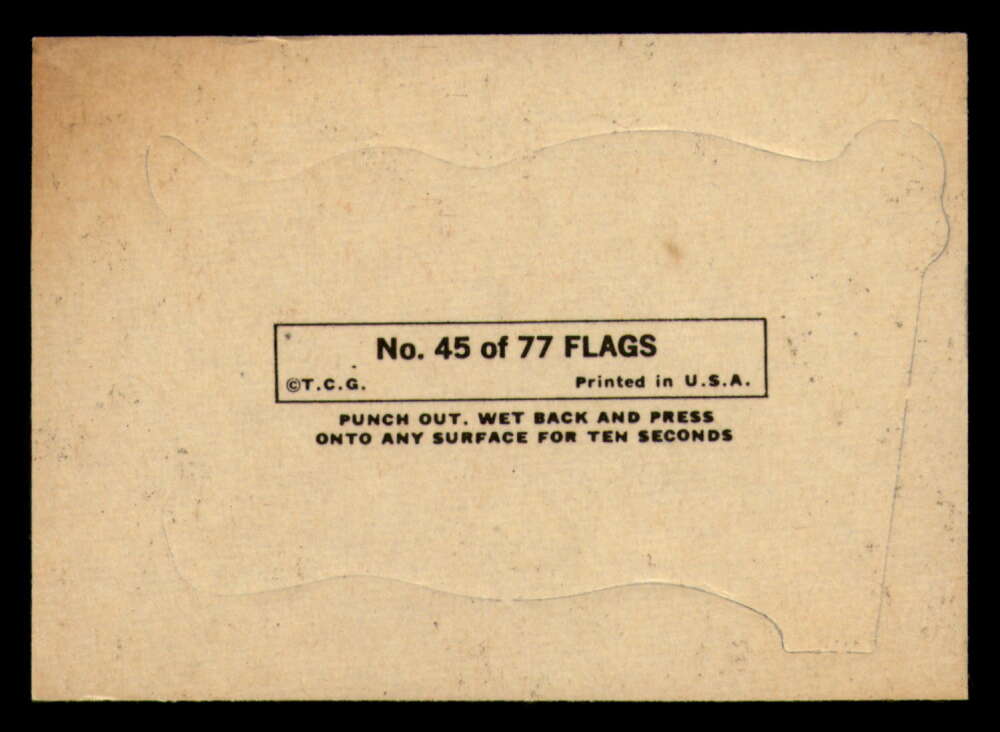 No. 45 of 77 FLAGS
©T.C.G. Printed in U.S.A.
PUNCH OUT. WET BACK AND PRESS
ONTO ANY SURFACE FOR TEN SECONDS